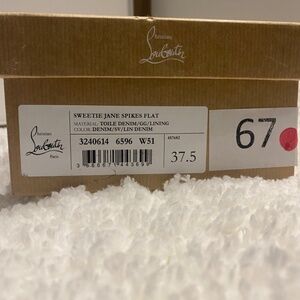 Christian
Louboutin
SWEETIE JANE SPIKES FLAT
MATERIAL: TOILE DENIM/GG/LINING
COLOR: DENIM/SV/LIN DENIM
3240614 6596 W51
37.5
Christian
Louboutin
Paris
67